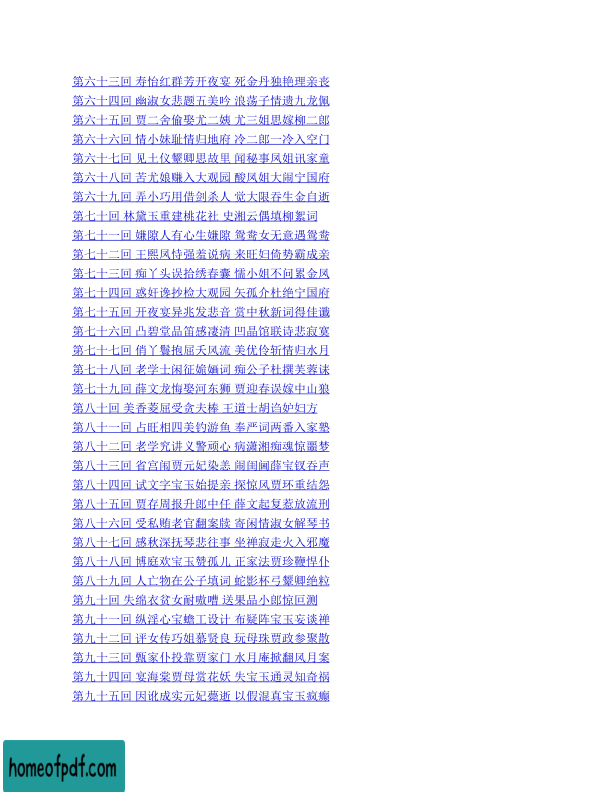 第六十三回 寿怡红群芳开夜宴 死金丹独艳理亲丧
第六十四回 幽淑女悲题五美吟 浪荡子情遗九龙佩
第六十五回 贾二舍偷娶尤二姨 尤三姐思嫁柳二郎
第六十六回 情小妹耻情归地府 冷二郎一冷入空门
第六十七回 见土仪颦卿思故里 闻秘事凤姐讯家童
第六十八回 苦尤娘赚入大观园 酸凤姐大闹宁国府
第六十九回 弄小巧用借剑杀人 觉大限吞生金自逝
第七十回 林黛玉重建桃花社 史湘云偶填柳絮词
第七十一回 嫌隙人有心生嫌隙 鸳鸯女无意遇鸳鸯
第七十二回 王熙凤恃强羞说病 来旺妇倚势霸成亲
第七十三回 痴丫头误拾绣春囊 懦小姐不问累金凤
第七十四回 惑奸谗抄检大观园 矢孤介杜绝宁国府
第七十五回 开夜宴异兆发悲音 赏中秋新词得佳谶
第七十六回 凸碧堂品笛感凄清 凹晶馆联诗悲寂寞
第七十七回 俏丫鬟抱屈夭风流 美优伶斩情归水月
第七十八回 老学士闲征姽婳词 痴公子杜撰芙蓉诔
第七十九回 薛文龙悔娶河东狮 贾迎春误嫁中山狼
第八十回 美香菱屈受贪夫棒 王道士胡诌妒妇方
第八十一回 占旺相四美钓游鱼 奉严词两番入家塾
第八十二回 老学究讲义警顽心 病潇湘痴魂惊噩梦
第八十三回 省宫闱贾元妃染恙 闹闺阃薛宝钗吞声
第八十四回 试文字宝玉始提亲 探惊风贾环重结怨
第八十五回 贾存周报升郎中任 薛文起复惹放流刑
第八十六回 受私贿老官翻案牍 寄闲情淑女解琴书
第八十七回 感秋深抚琴悲往事 坐禅寂走火入邪魔
第八十八回 博庭欢宝玉赞孤儿 正家法贾珍鞭悍仆
第八十九回 人亡物在公子填词 蛇影杯弓颦卿绝粒
第九十回 失绵衣贫女耐嗷嘈 送果品小郎惊叵测
第九十一回 纵淫心宝蟾工设计 布疑阵宝玉妄谈禅
第九十二回 评女传巧姐慕贤良 玩母珠贾政参聚散
第九十三回 甄家仆投靠贾家门 水月庵掀翻风月案
第九十四回 宴海棠贾母赏花妖 失宝玉通灵知奇祸
第九十五回 因讹成实元妃薨逝 以假混真宝玉疯癫
homeofpdf.com